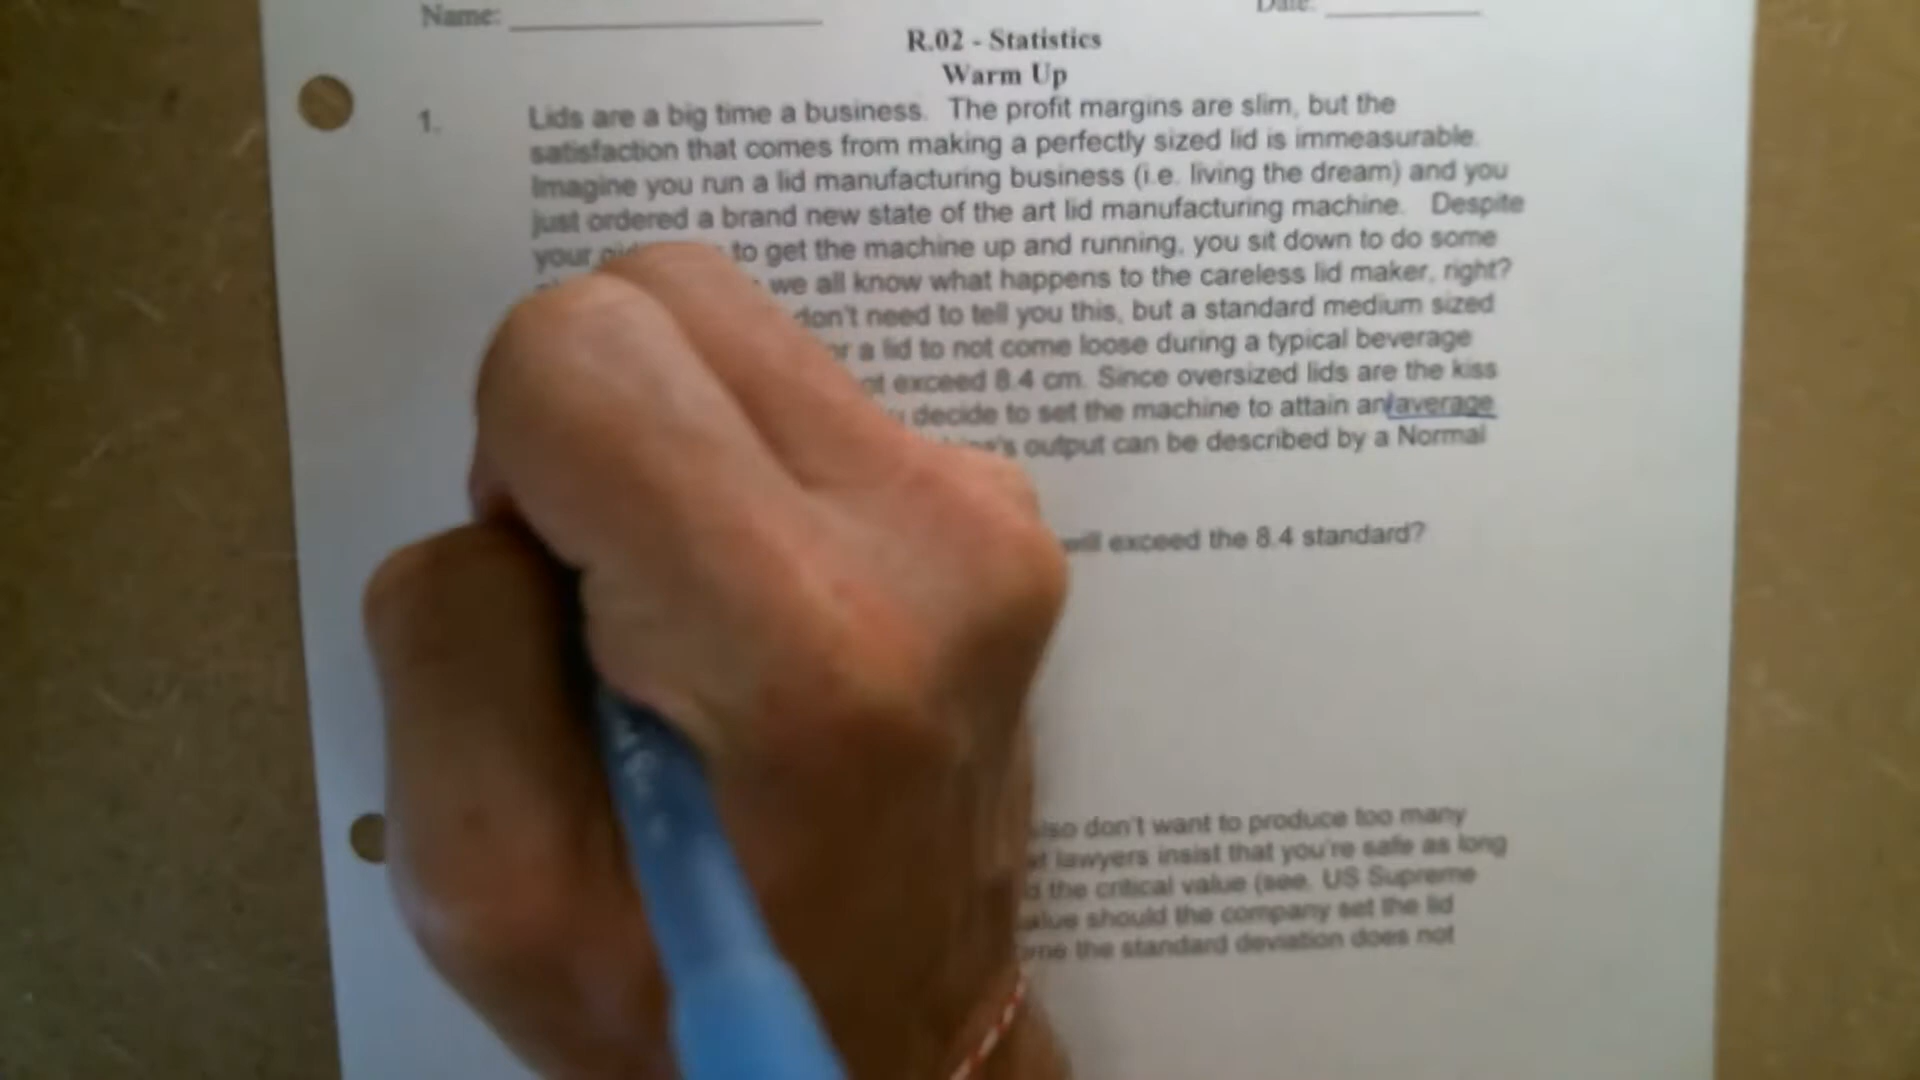 Name: Date:
R.02 - Statistics
Warm Up
1. Lids are a big time a business. The profit margins are slim, but the
satisfaction that comes from making a perfectly sized lid is immeasurable.
Imagine you run a lid manufacturing business (i.e. living the dream) and you
just ordered a brand new state of the art lid manufacturing machine. Despite
your to get the machine up and running, you sit down to do some
we all know what happens to the careless lid maker, right?
don't need to tell you this, but a standard medium sized
a lid to not come loose during a typical beverage
exceed 8.4 cm. Since oversized lids are the kiss
decide to set the machine to attain an average
output can be described by a Normal
will exceed the 8.4 standard?
also don't want to produce too many
lawyers insist that you're safe as long
the critical value (see, US Supreme
should the company set the lid
the standard deviation does not